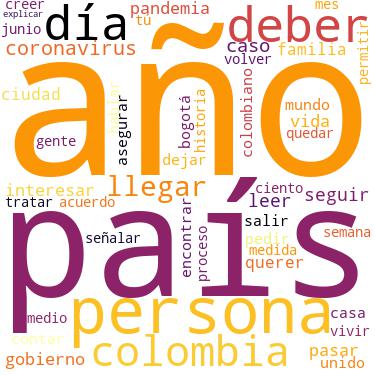 creer
explicar
junio
día
pandemia
tú
deber
mes
permitir
coronavirus
caso
volver
familia
año
ciudad
hablar
asegurar
dejar
bogotá
historia
colombiano
mundo
vida
quedar
gente
interesar
llegar
tratar
acuerdo
ciento
leer
seguir
país
señalar
encontrar
proceso
salir
pedir
medida
querer
semana
persona
medio
contar
casa
vivir
gobierno
colombia
pasar
unido